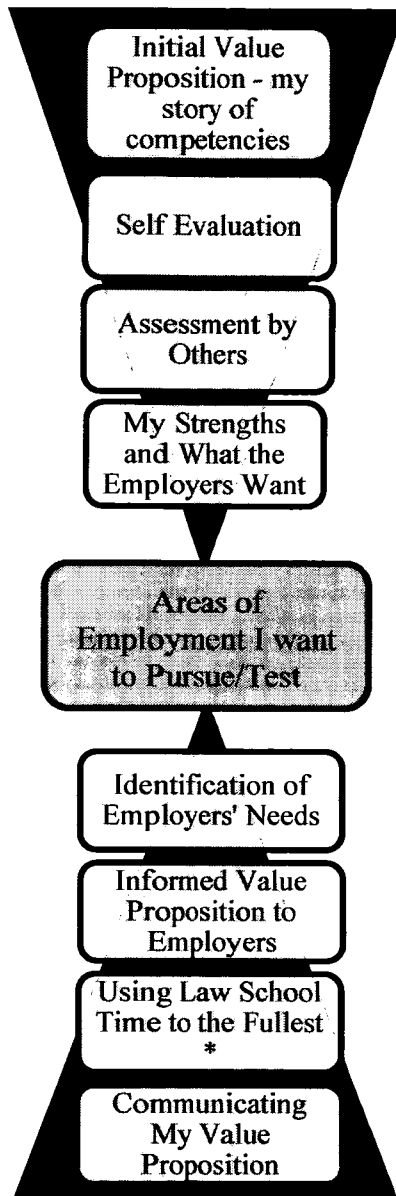 Initial Value
Proposition - my
story of
competencies
Self Evaluation
Assessment by
Others
My Strengths
and What the
Employers Want
Areas of
Employment I want
to Pursue/Test
Identification of
Employers' Needs
Informed Value
Proposition to
Employers
Using Law School
Time to the Fullest
*
Communicating
My Value
Proposition